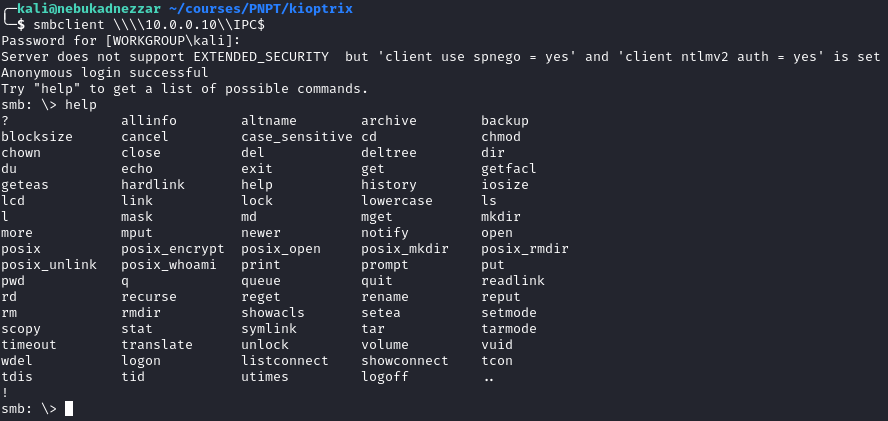 ┌──kali@nebukadnezzar ~/courses/PNPT/kioptrix
└─$ smbclient \\\\10.0.0.10\\IPC$
Password for [WORKGROUP\kali]:
Server does not support EXTENDED_SECURITY  but 'client use spnego = yes' and 'client ntlmv2 auth = yes' is set
Anonymous login successful
Try "help" to get a list of possible commands.
smb: \> help
?              allinfo        altname        archive        backup
blocksize      cancel         case_sensitive cd             chmod
chown          close          del            deltree        dir
du             echo           exit           get            getfacl
geteas         hardlink       help           history        iosize
lcd            link           lock           lowercase      ls
l              mask           md             mget           mkdir
more           mput           newer          notify         open
posix          posix_encrypt  posix_open     posix_mkdir    posix_rmdir
posix_unlink   posix_whoami   print          prompt         put
pwd            q              queue          quit           readlink
rd             recurse        reget          rename         reput
rm             rmdir          showacls       setea          setmode
scopy          stat           symlink        tar            tarmode
timeout        translate      unlock         volume         vuid
wdel           logon          listconnect    showconnect    tcon
tdis           tid            utimes         logoff         ..
!
smb: \>